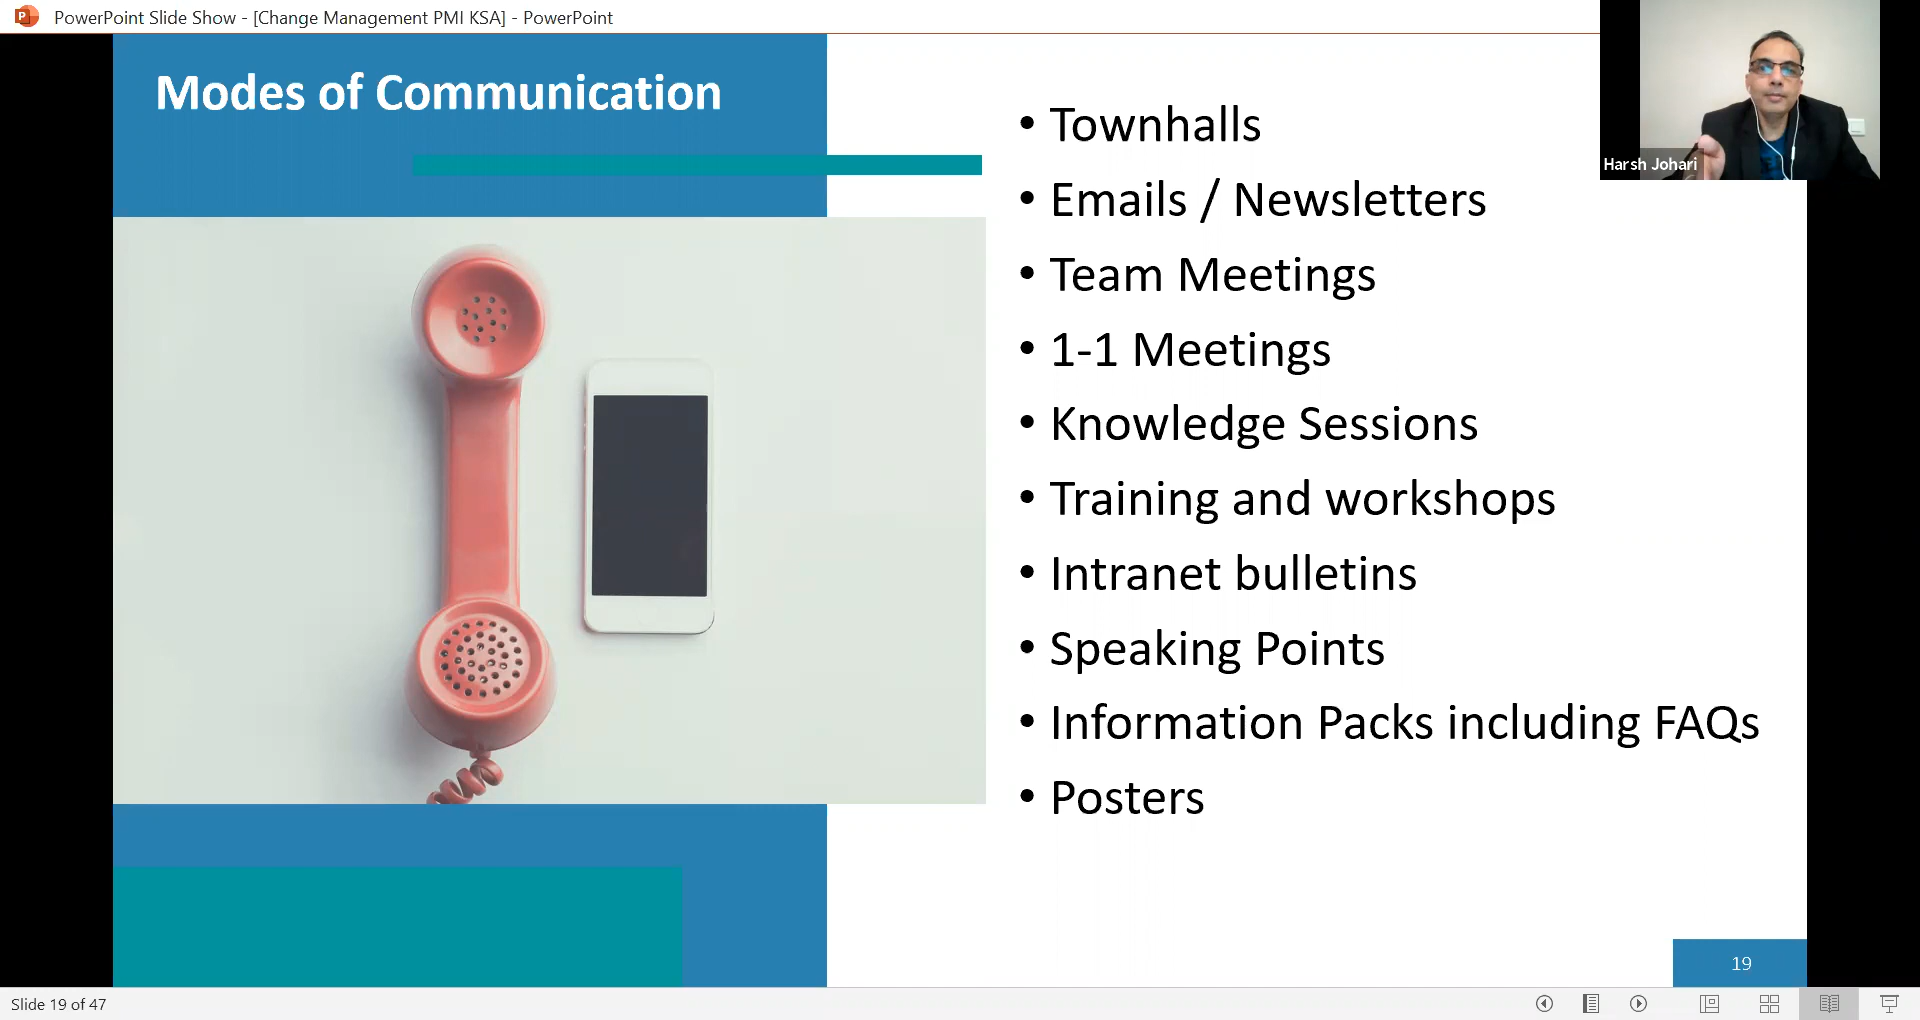 PowerPoint Slide Show - [Change Management PMI KSA] - PowerPoint
Modes of Communication
• Townhalls
• Emails / Newsletters
• Team Meetings
• 1-1 Meetings
• Knowledge Sessions
• Training and workshops
• Intranet bulletins
• Speaking Points
• Information Packs including FAQs
• Posters
Harsh Johari
19
Slide 19 of 47